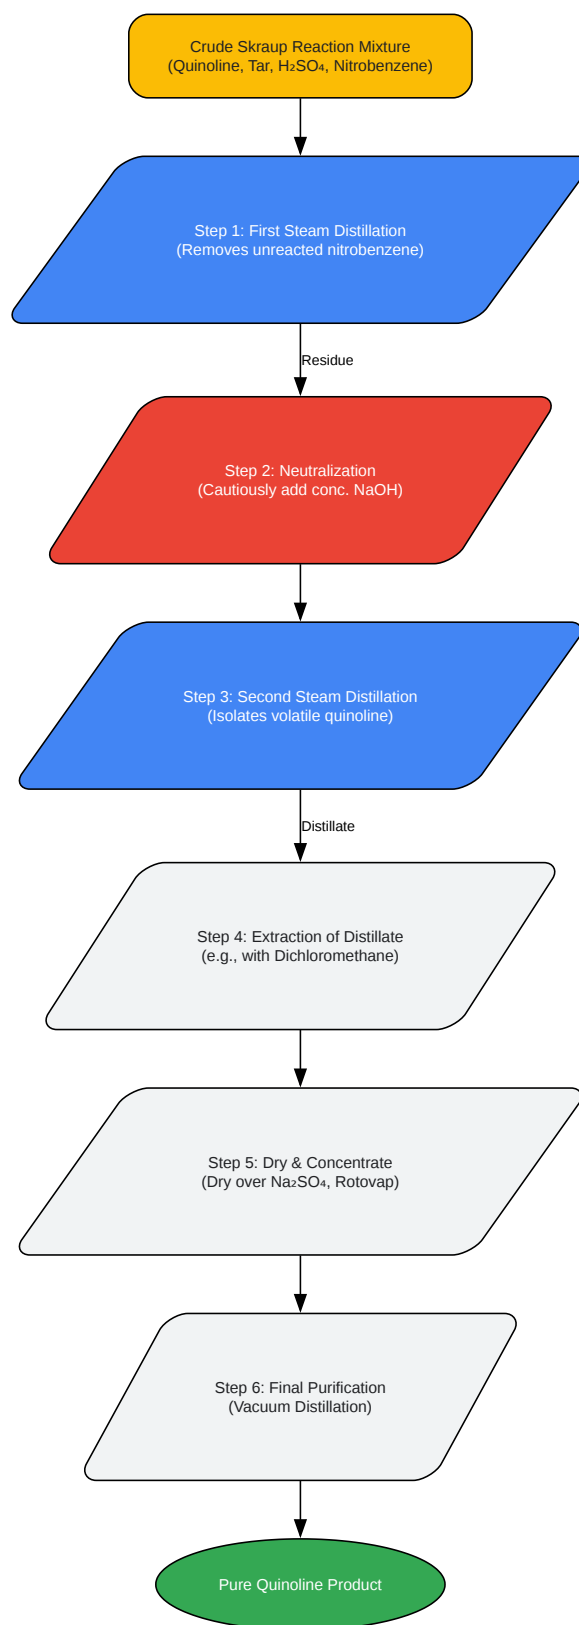 Crude Skraup Reaction Mixture
(Quinoline, Tar, H₂SO₄, Nitrobenzene)
Step 1: First Steam Distillation
(Removes unreacted nitrobenzene)
Residue
Step 2: Neutralization
(Cautiously add conc. NaOH)
Step 3: Second Steam Distillation
(Isolates volatile quinoline)
Distillate
Step 4: Extraction of Distillate
(e.g., with Dichloromethane)
Step 5: Dry & Concentrate
(Dry over Na₂SO₄, Rotovap)
Step 6: Final Purification
(Vacuum Distillation)
Pure Quinoline Product